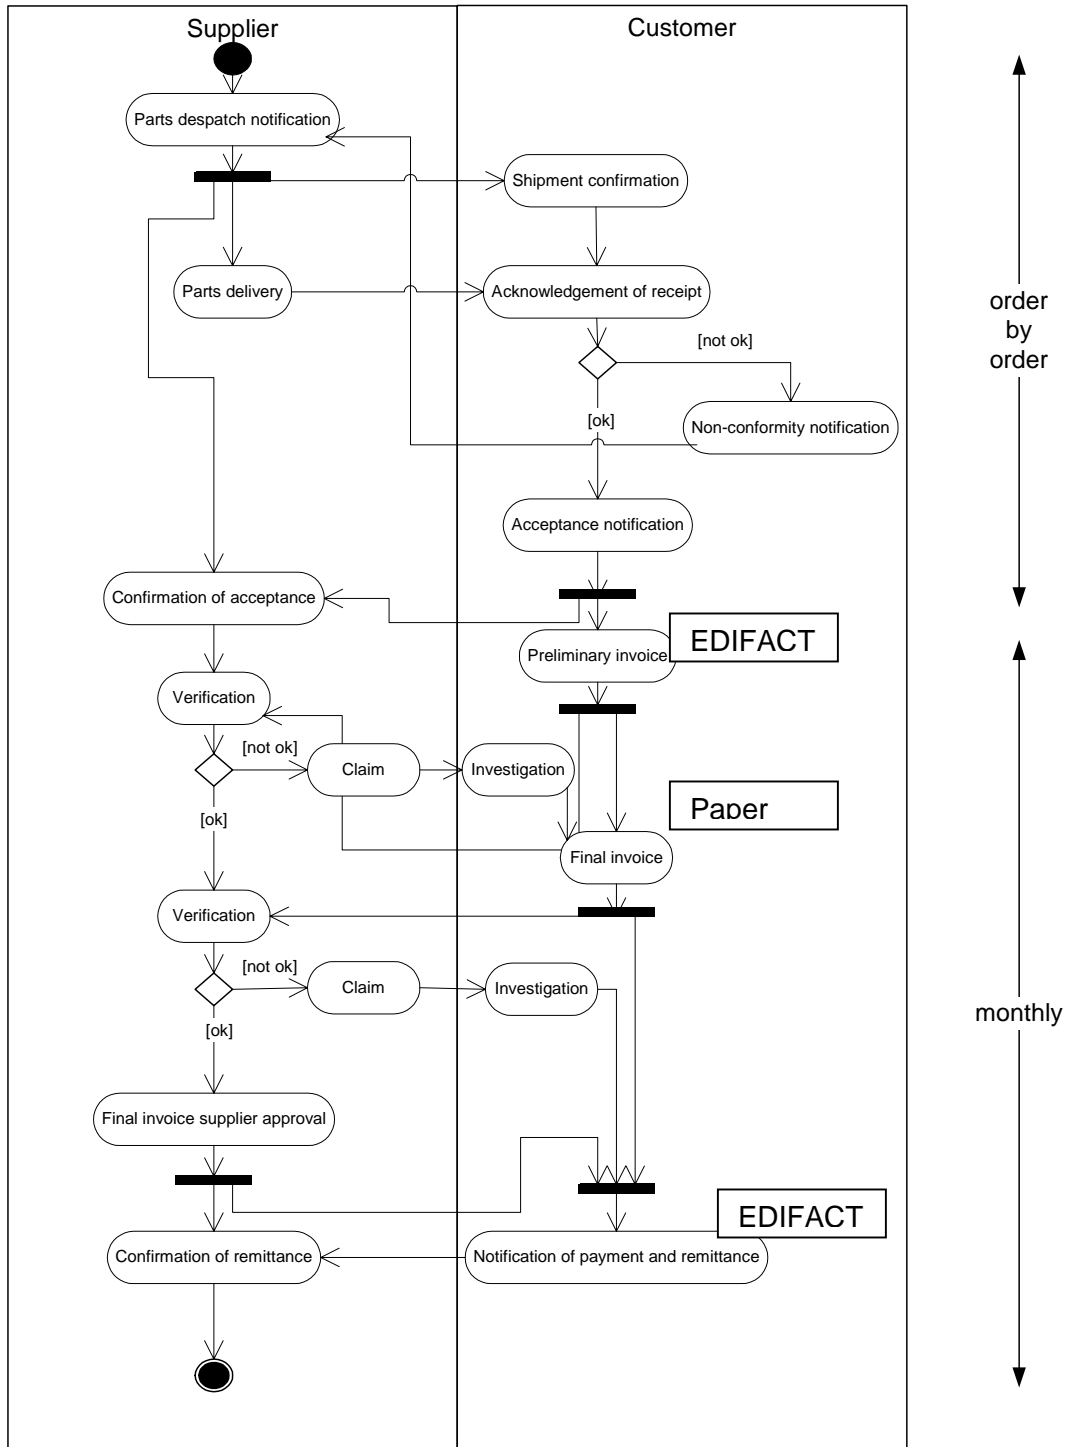 Supplier
Customer
Parts despatch notification
Shipment confirmation
Parts delivery
Acknowledgement of receipt
order
by
order
[not ok]
[ok]
Non-conformity notification
Acceptance notification
Confirmation of acceptance
EDIFACT
Preliminary invoice
Verification
[not ok]
Claim
Investigation
[ok]
Paper
Final invoice
Verification
[not ok]
Claim
Investigation
monthly
[ok]
Final invoice supplier approval
EDIFACT
Confirmation of remittance
Notification of payment and remittance